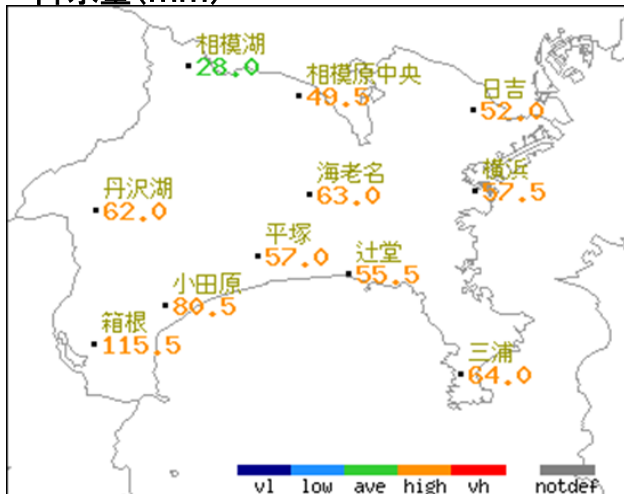 (mm)
相模湖
28.0
相模原中央
49.5
日吉
52.0
海老名
63.0
横浜
57.5
丹沢湖
62.0
平塚
57.0
辻堂
55.5
小田原
80.5
箱根
115.5
三浦
64.0
vl low ave high vh notdef